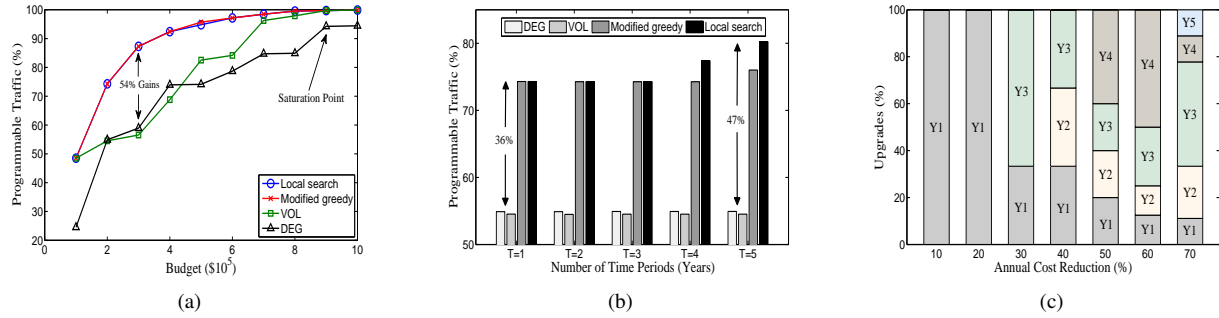 Programmable Traffic (%)
100
90
80
70
60
50
40
30
20
0 2 4 6 8 10
Budget ($10^5)
54% Gains
Saturation Point
Local search
Modified greedy
VOL
DEG
(a)
Programmable Traffic (%)
80
70
60
50
DEG VOL Modified greedy Local search
36%
47%
T=1 T=2 T=3 T=4 T=5
Number of Time Periods (Years)
(b)
Upgrades (%)
100
80
60
40
20
0
Y1
Y1
Y3
Y1
Y3
Y2
Y1
Y4
Y3
Y2
Y1
Y4
Y3
Y2
Y1
Y5
Y4
Y3
Y2
Y1
10 20 30 40 50 60 70
Annual Cost Reduction (%)
(c)